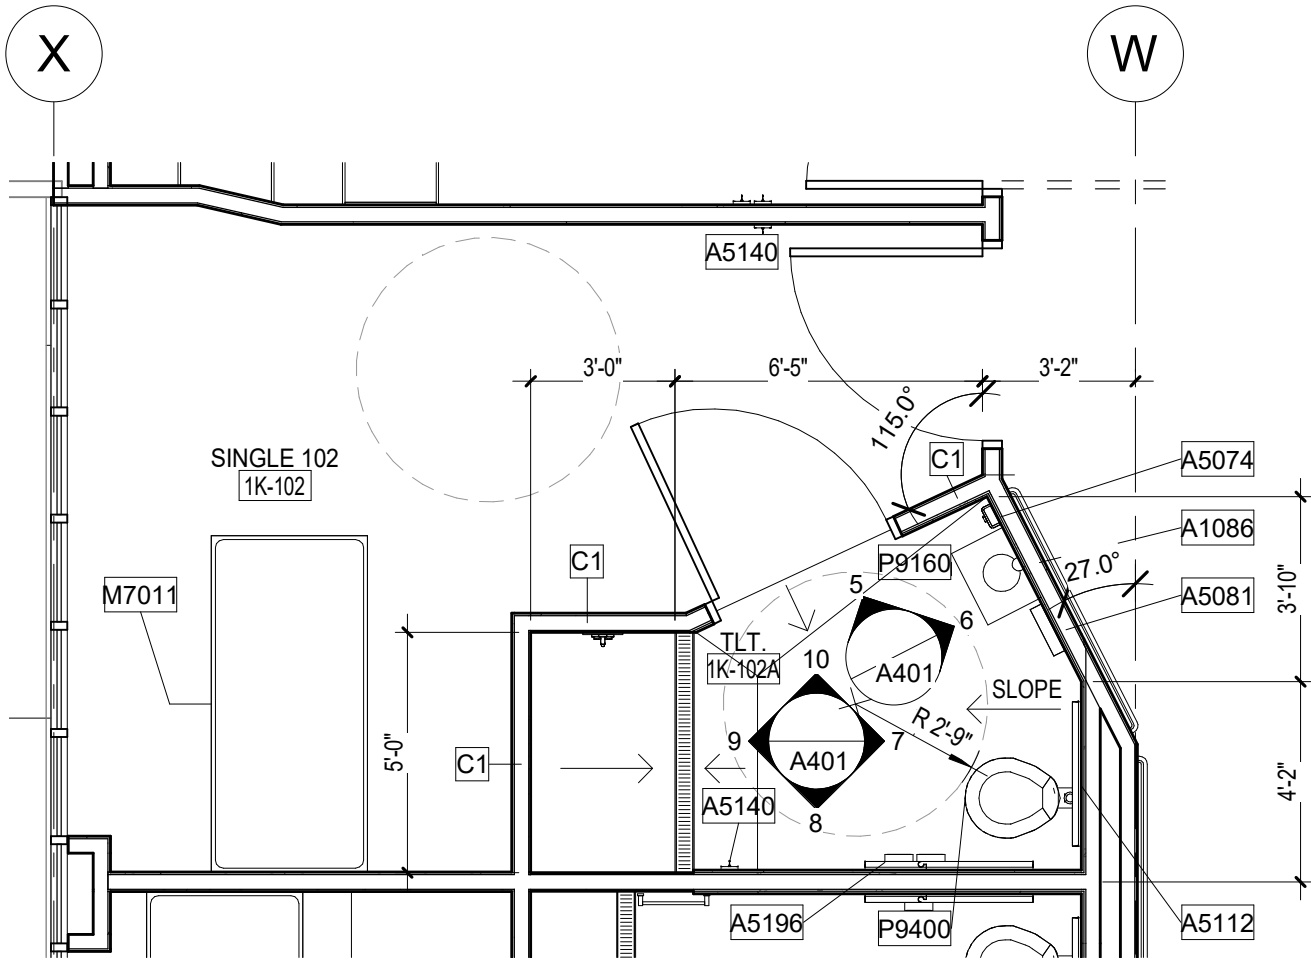 X
W
A5140
3'-0"
6'-5"
3'-2"
115.0°
SINGLE 102
1K-102
C1
A5074
A1086
P9160
27.0°
C1
M7011
A5081
3'-10"
5
6
TLT.
1K-102A
10
A401
SLOPE
R 2'-9"
9
7
A401
C1
5'-0"
A5140
8
4'-2"
A5196
P9400
A5112